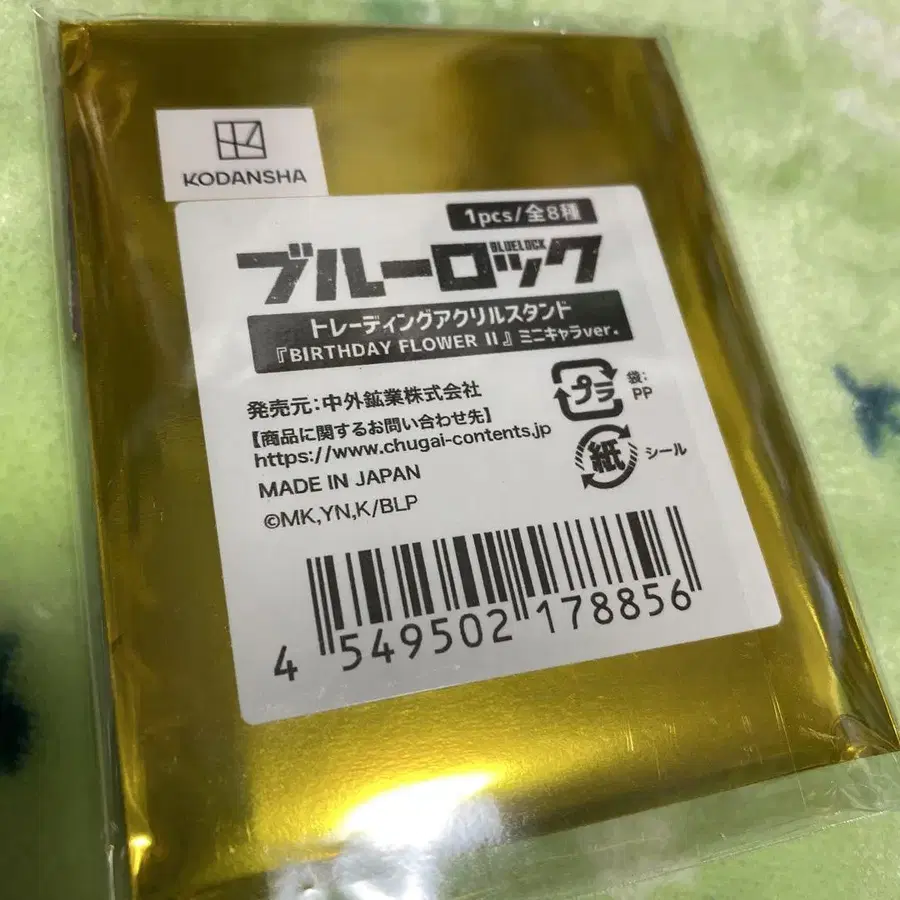 KODANSHA
1pcs/全8種
ブルーロック
BLUELOCK
トレーディングアクリルスタンド
『BIRTHDAY FLOWER II』ミニキャラver.
発売元:中外鉱業株式会社
【商品に関するお問い合わせ先】
https://www.chugai-contents.jp
MADE IN JAPAN
©MK,YN,K/BLP
プラ
袋:
PP
紙
シール
4 549502 178856